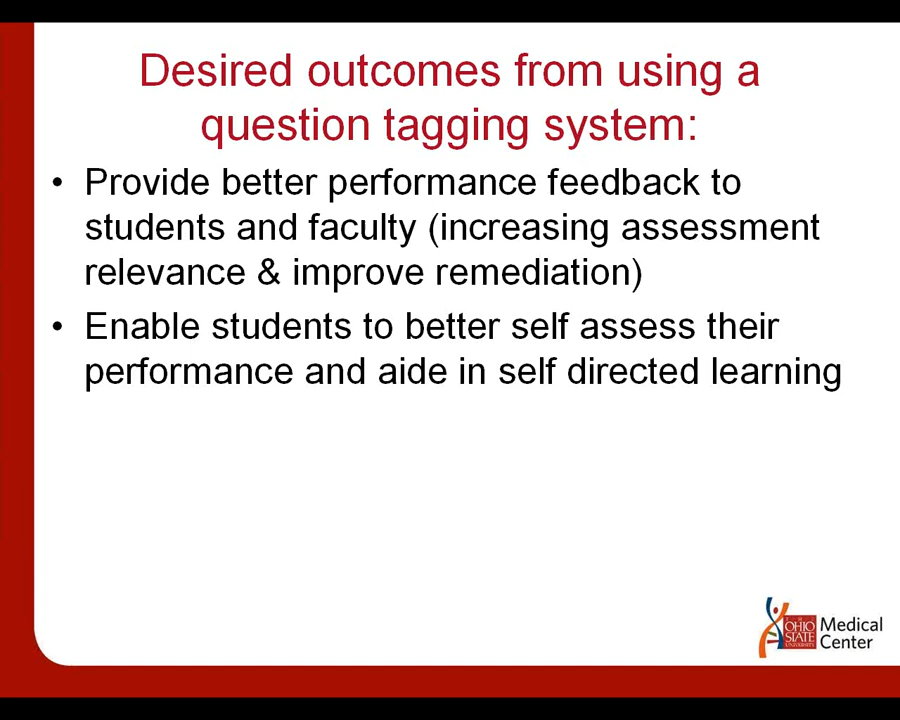 Desired outcomes from using a
question tagging system:
• Provide better performance feedback to
students and faculty (increasing assessment
relevance & improve remediation)
• Enable students to better self assess their
performance and aide in self directed learning
OHIO
STATE
UNIVERSITY
Medical
Center